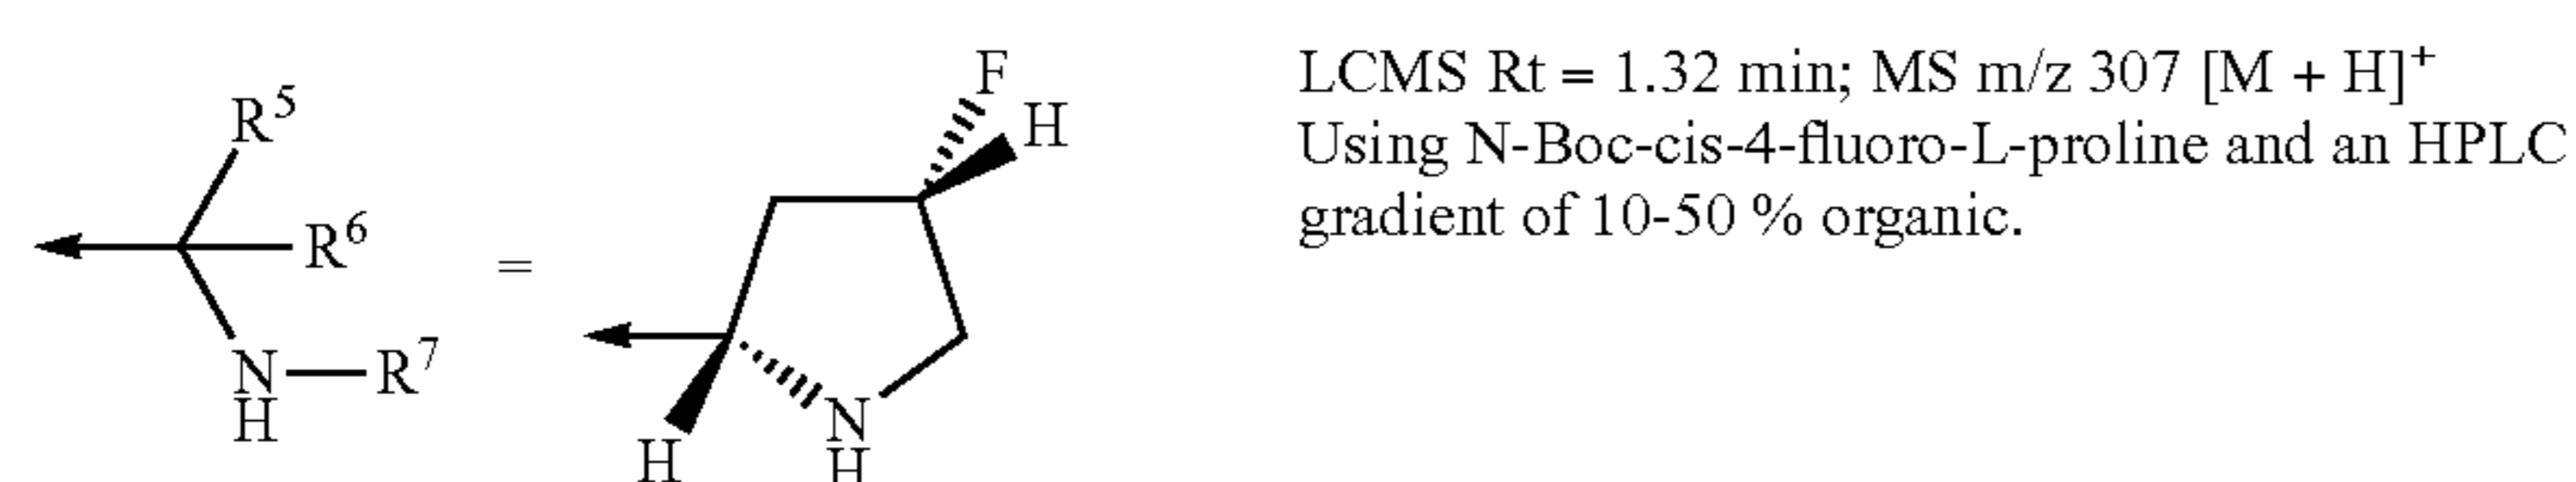 R⁵
R⁶
N—R⁷
H
=
F
H
H
N
H
LCMS Rt = 1.32 min; MS m/z 307 [M + H]⁺
Using N-Boc-cis-4-fluoro-L-proline and an HPLC
gradient of 10-50 % organic.